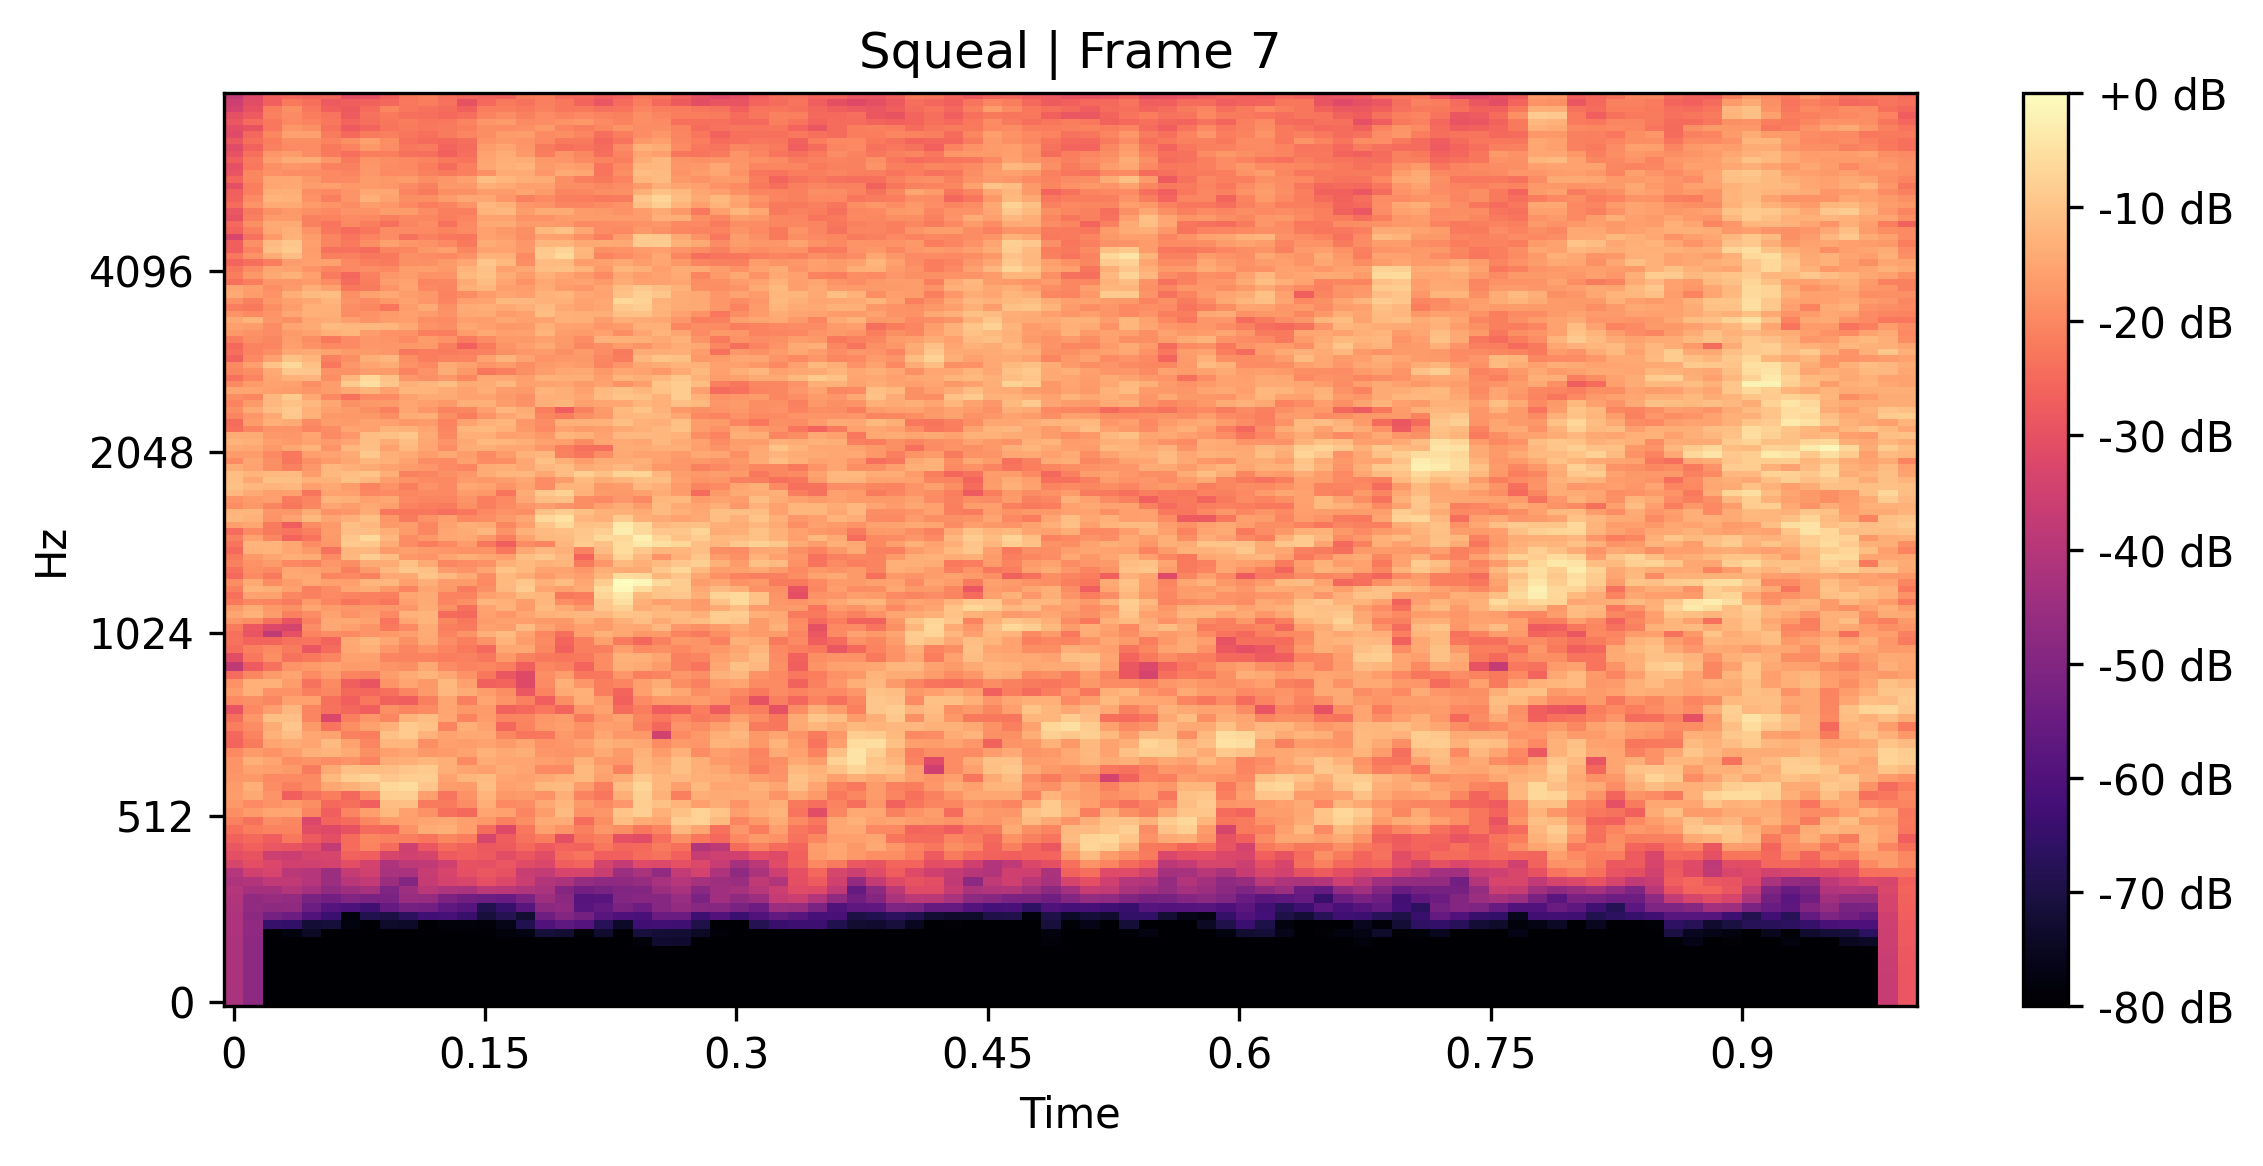 Squeal | Frame 7
+0 dB
-10 dB
-20 dB
-30 dB
-40 dB
-50 dB
-60 dB
-70 dB
-80 dB
4096
2048
1024
512
0
Hz
0 0.15 0.3 0.45 0.6 0.75 0.9
Time